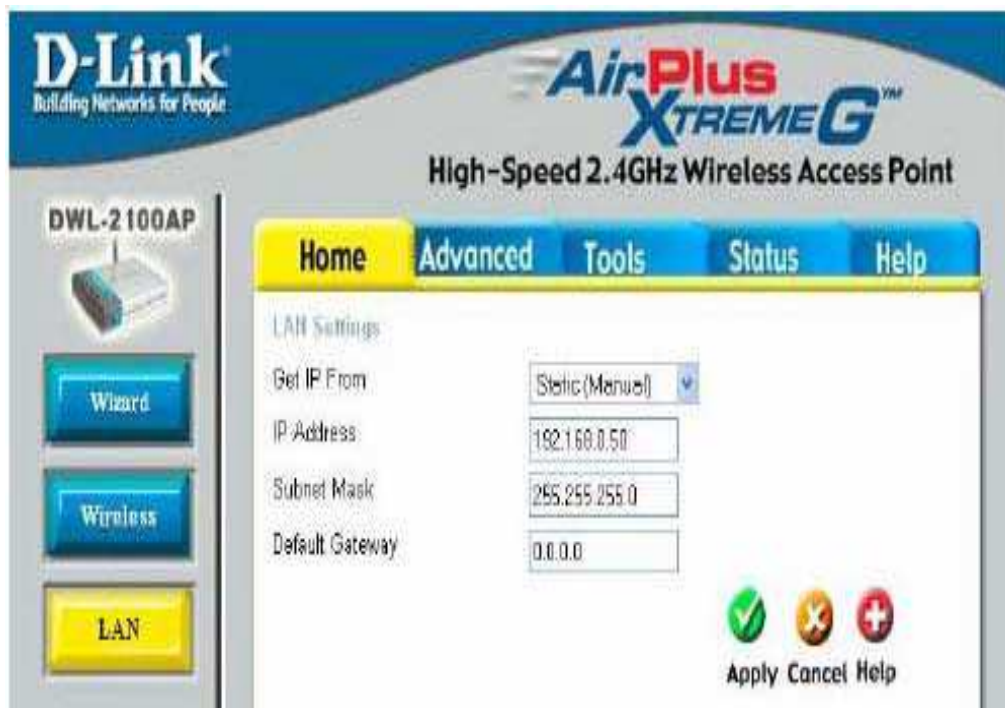 D-Link
Building Networks for People
AirPlus
XTREME G™
High-Speed 2.4GHz Wireless Access Point
DWL-2100AP
Home Advanced Tools Status Help
LAN Settings
Get IP From Static (Manual)
IP Address 192.168.0.50
Subnet Mask 255.255.255.0
Default Gateway 0.0.0.0
Wizard
Wireless
LAN
Apply Cancel Help